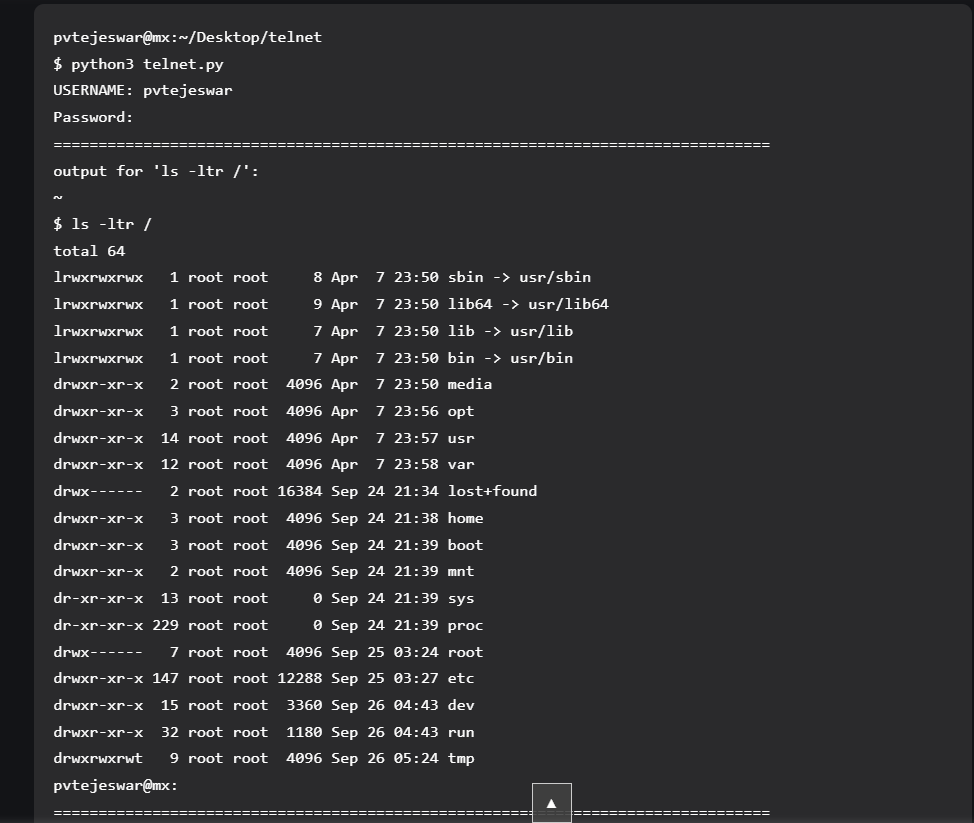 pvtejeswar@mx:~/Desktop/telnet
$ python3 telnet.py
USERNAME: pvtejeswar
Password:
================================================================================
output for 'ls -ltr /':
~
$ ls -ltr /
total 64
lrwxrwxrwx   1 root root     8 Apr  7 23:50 sbin -> usr/sbin
lrwxrwxrwx   1 root root     9 Apr  7 23:50 lib64 -> usr/lib64
lrwxrwxrwx   1 root root     7 Apr  7 23:50 lib -> usr/lib
lrwxrwxrwx   1 root root     7 Apr  7 23:50 bin -> usr/bin
drwxr-xr-x   2 root root  4096 Apr  7 23:50 media
drwxr-xr-x   3 root root  4096 Apr  7 23:56 opt
drwxr-xr-x  14 root root  4096 Apr  7 23:57 usr
drwxr-xr-x  12 root root  4096 Apr  7 23:58 var
drwx------   2 root root 16384 Sep 24 21:34 lost+found
drwxr-xr-x   3 root root  4096 Sep 24 21:38 home
drwxr-xr-x   3 root root  4096 Sep 24 21:39 boot
drwxr-xr-x   2 root root  4096 Sep 24 21:39 mnt
dr-xr-xr-x  13 root root     0 Sep 24 21:39 sys
dr-xr-xr-x 229 root root     0 Sep 24 21:39 proc
drwx------   7 root root  4096 Sep 25 03:24 root
drwxr-xr-x 147 root root 12288 Sep 25 03:27 etc
drwxr-xr-x  15 root root  3360 Sep 26 04:43 dev
drwxr-xr-x  32 root root  1180 Sep 26 04:43 run
drwxrwxrwt   9 root root  4096 Sep 26 05:24 tmp
pvtejeswar@mx:
================================================================================